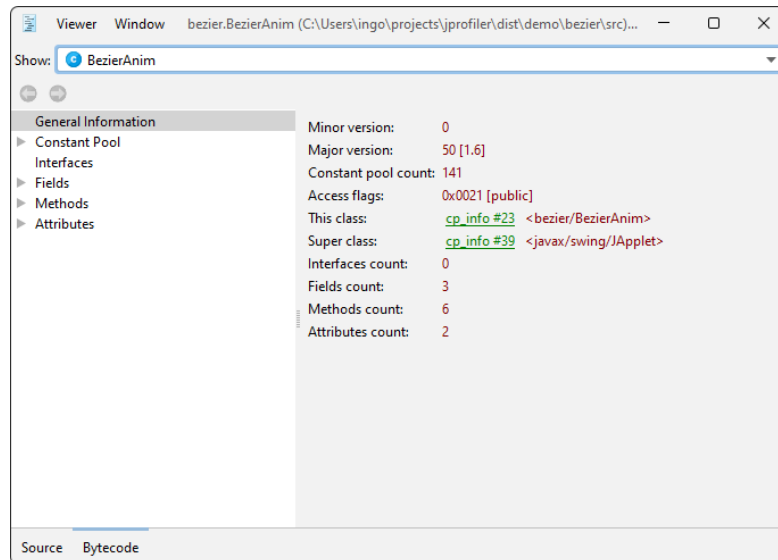 Viewer Window bezier.BezierAnim (C:\Users\ingo\projects\jprofiler\dist\demo\bezier\src)...
Show: C BezierAnim
General Information
Constant Pool
Interfaces
Fields
Methods
Attributes
Minor version: 0
Major version: 50 [1.6]
Constant pool count: 141
Access flags: 0x0021 [public]
This class: cp_info #23 <bezier/BezierAnim>
Super class: cp_info #39 <javax/swing/JApplet>
Interfaces count: 0
Fields count: 3
Methods count: 6
Attributes count: 2
Source Bytecode